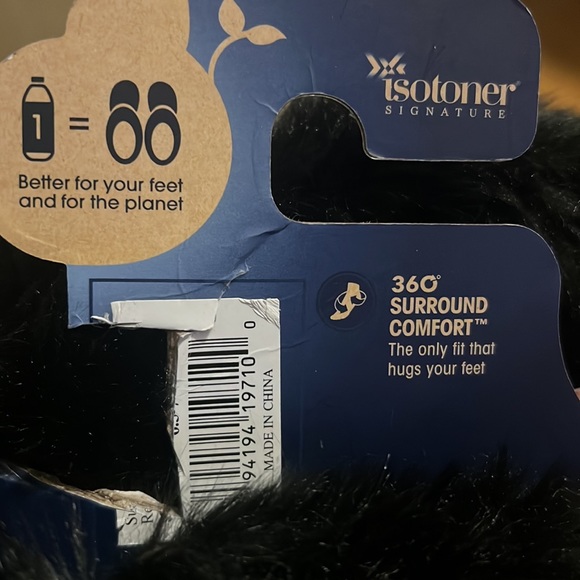 1 =
Better for your feet
and for the planet
isotoner®
SIGNATURE
360°
SURROUND
COMFORT™
The only fit that
hugs your feet
94194 19710 0
MADE IN CHINA